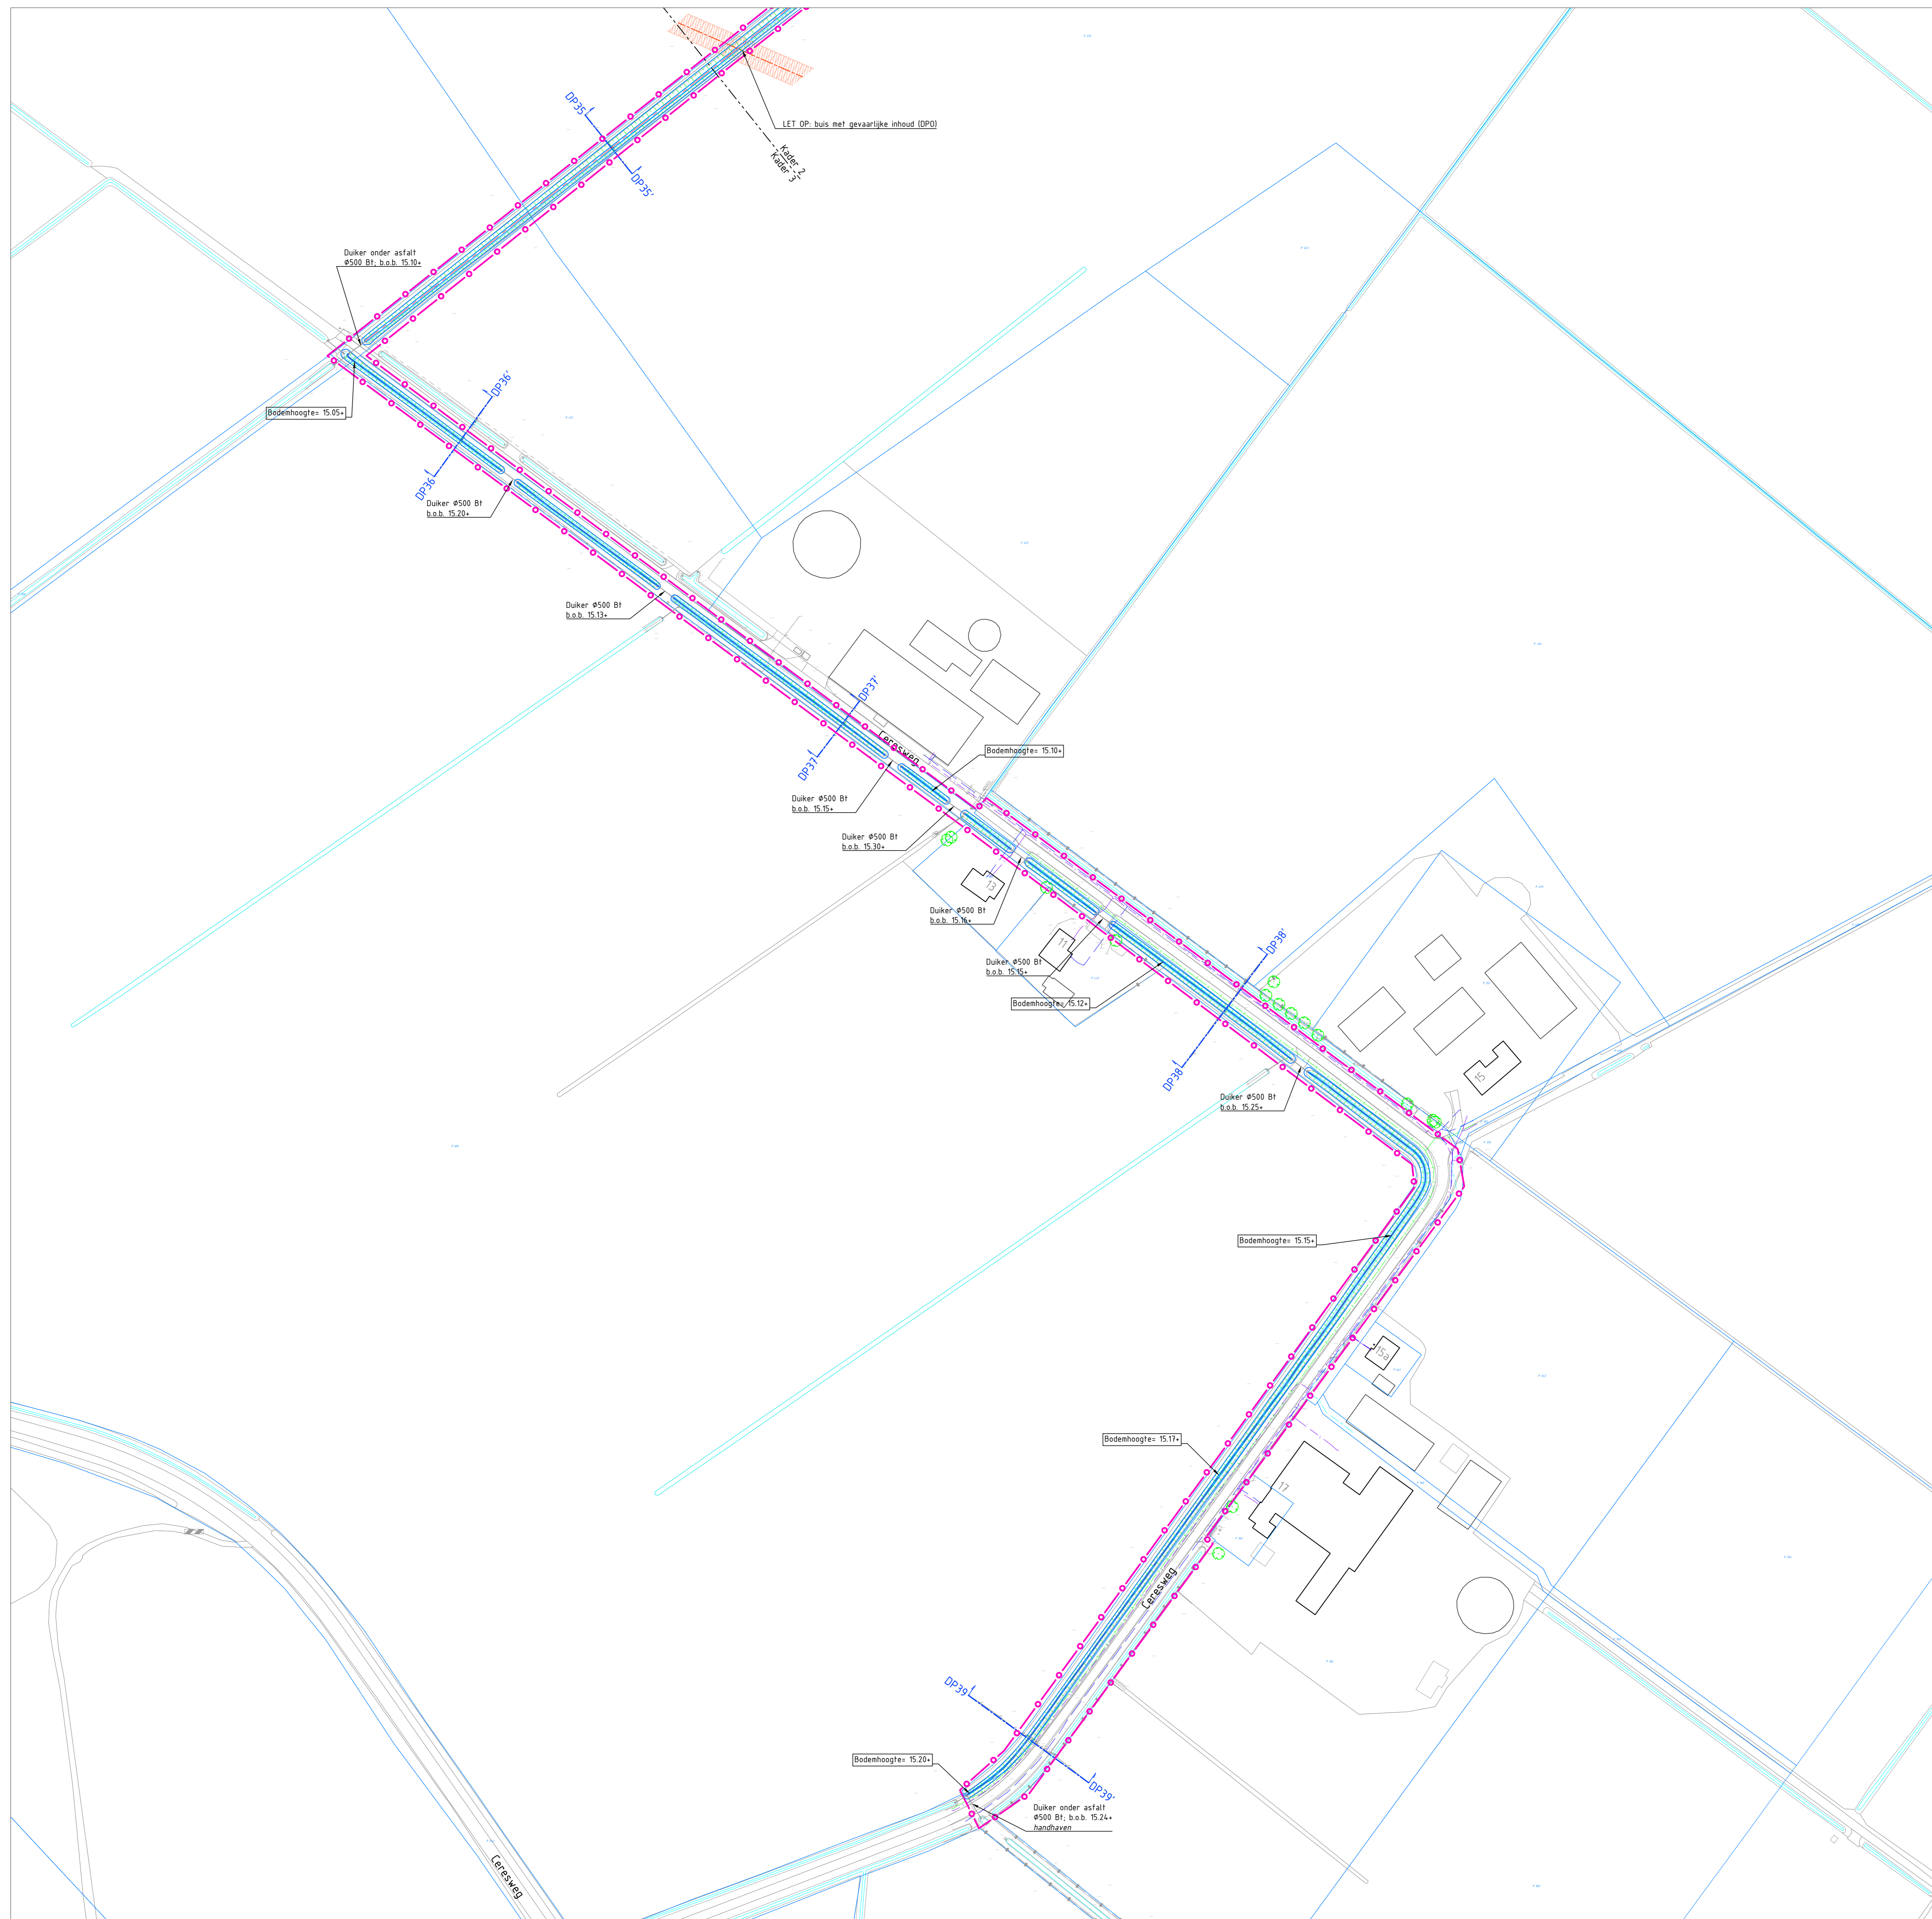 DP35
LET OP: buis met gevaarlijke inhoud (DPO)
Kader 2
Kader 3
DP35'
Duiker onder asfalt
Ø500 Bt; b.o.b. 15.10+
DP36'
Bodemhoogte= 15.05+
DP36
Duiker Ø500 Bt
b.o.b. 15.20+
Duiker Ø500 Bt
b.o.b. 15.13+
DP37'
Ceresweg
Bodemhoogte= 15.10+
DP37
Duiker Ø500 Bt
b.o.b. 15.15+
Duiker Ø500 Bt
b.o.b. 15.30+
13
Duiker Ø500 Bt
b.o.b. 15.16+
11
DP38'
Duiker Ø500 Bt
b.o.b. 15.15+
Bodemhoogte= 15.12+
DP38
15
Duiker Ø500 Bt
b.o.b. 15.25+
Bodemhoogte= 15.15+
15a
Bodemhoogte= 15.17+
17
Ceresweg
DP39
Bodemhoogte= 15.20+
DP39'
Duiker onder asfalt
Ø500 Bt; b.o.b. 15.24+
handhaven
Ceresweg